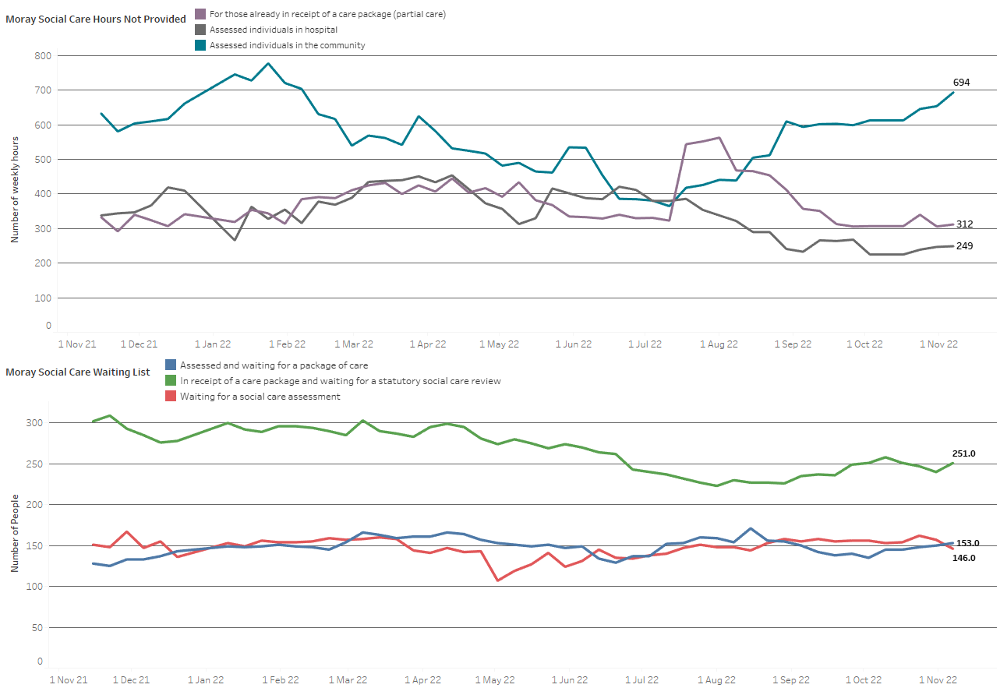 Moray Social Care Hours Not Provided
For those already in receipt of a care package (partial care)
Assessed individuals in hospital
Assessed individuals in the community
Number of weekly hours
800
700
600
500
400
300
200
100
0
694
312
249
1 Nov 21 1 Dec 21 1 Jan 22 1 Feb 22 1 Mar 22 1 Apr 22 1 May 22 1 Jun 22 1 Jul 22 1 Aug 22 1 Sep 22 1 Oct 22 1 Nov 22
Moray Social Care Waiting List
Assessed and waiting for a package of care
In receipt of a care package and waiting for a statutory social care review
Waiting for a social care assessment
Number of People
300
250
200
150
100
50
0
251.0
153.0
146.0
1 Nov 21 1 Dec 21 1 Jan 22 1 Feb 22 1 Mar 22 1 Apr 22 1 May 22 1 Jun 22 1 Jul 22 1 Aug 22 1 Sep 22 1 Oct 22 1 Nov 22